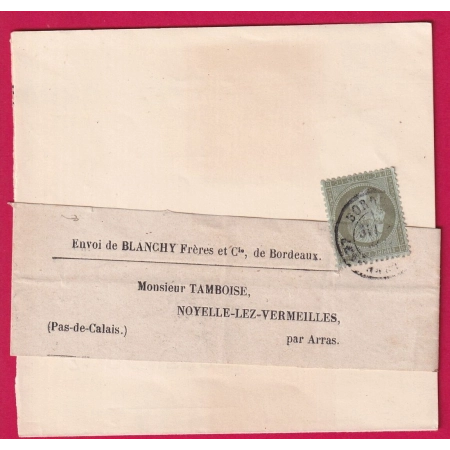 Envoi de BLANCHY Frères et Cie, de Bordeaux.
Monsieur TAMBOISE,
NOYELLE-LEZ-VERMEILLES,
(Pas-de-Calais.)
par Arras.